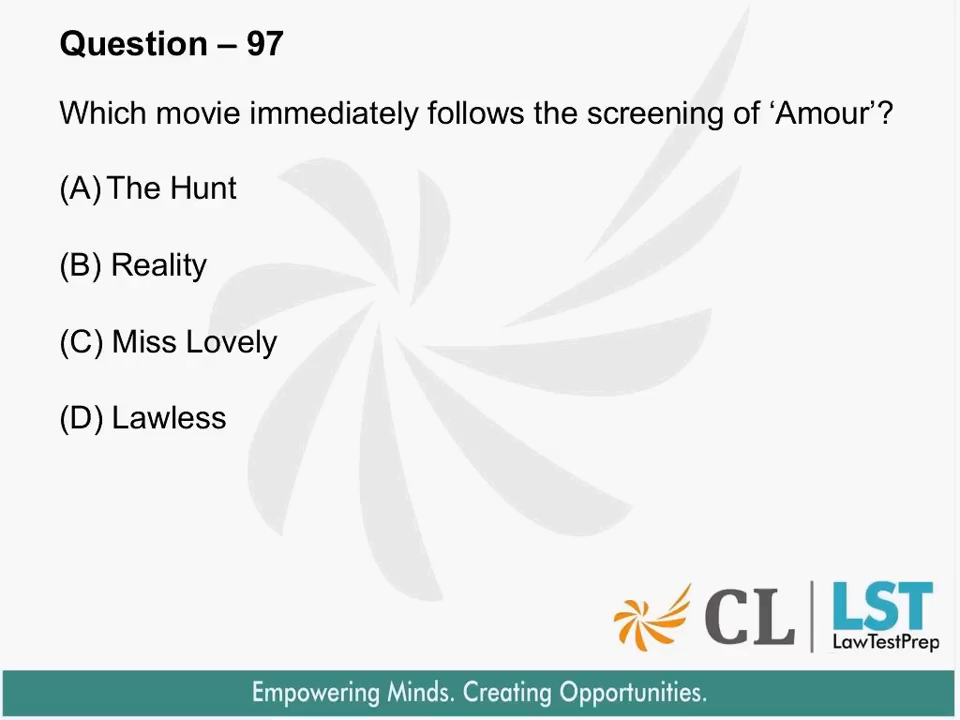 Question – 97
Which movie immediately follows the screening of ‘Amour’?
(A) The Hunt
(B) Reality
(C) Miss Lovely
(D) Lawless
CL LST
LawTestPrep
Empowering Minds. Creating Opportunities.